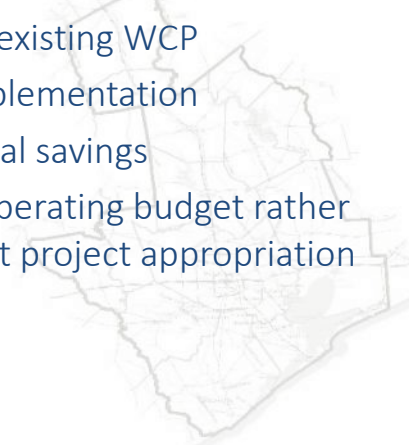 existing WCP
plementation
al savings
perating budget rather
t project appropriation